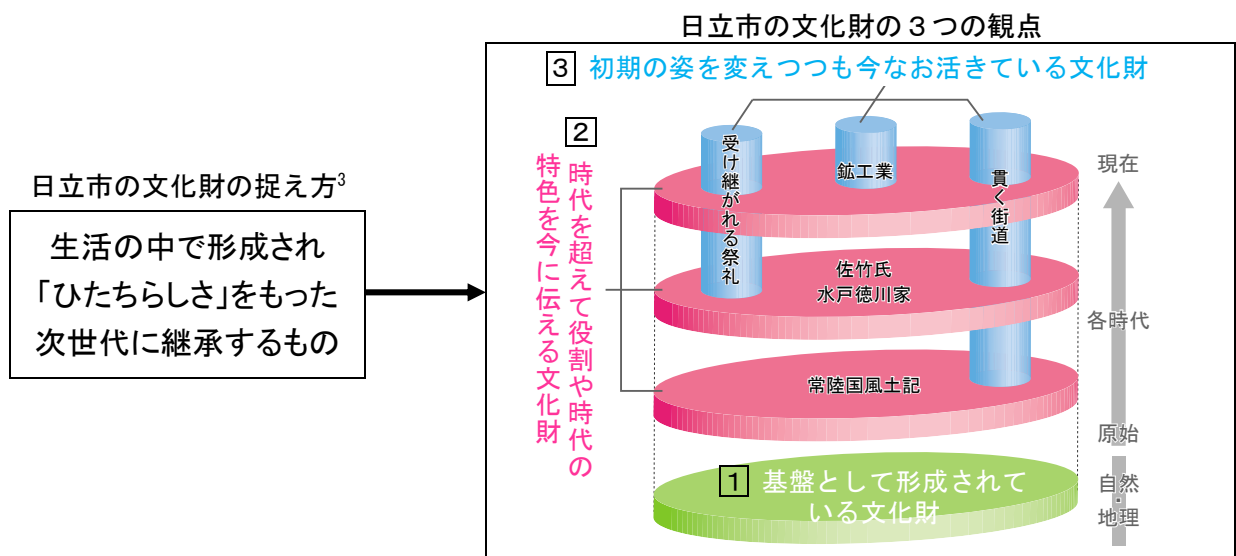 日立市の文化財の３つの観点
3 初期の姿を変えつつも今なお活きている文化財
2
時代を超えて役割や時代の
特色を今に伝える文化財
日立市の文化財の捉え方3
生活の中で形成され
「ひたちらしさ」をもった
次世代に継承するもの
受け継がれる祭礼
鉱工業
貫く街道
佐竹氏
水戸徳川家
常陸国風土記
1 基盤として形成されて
いる文化財
現在
各時代
原始
自然・
地理